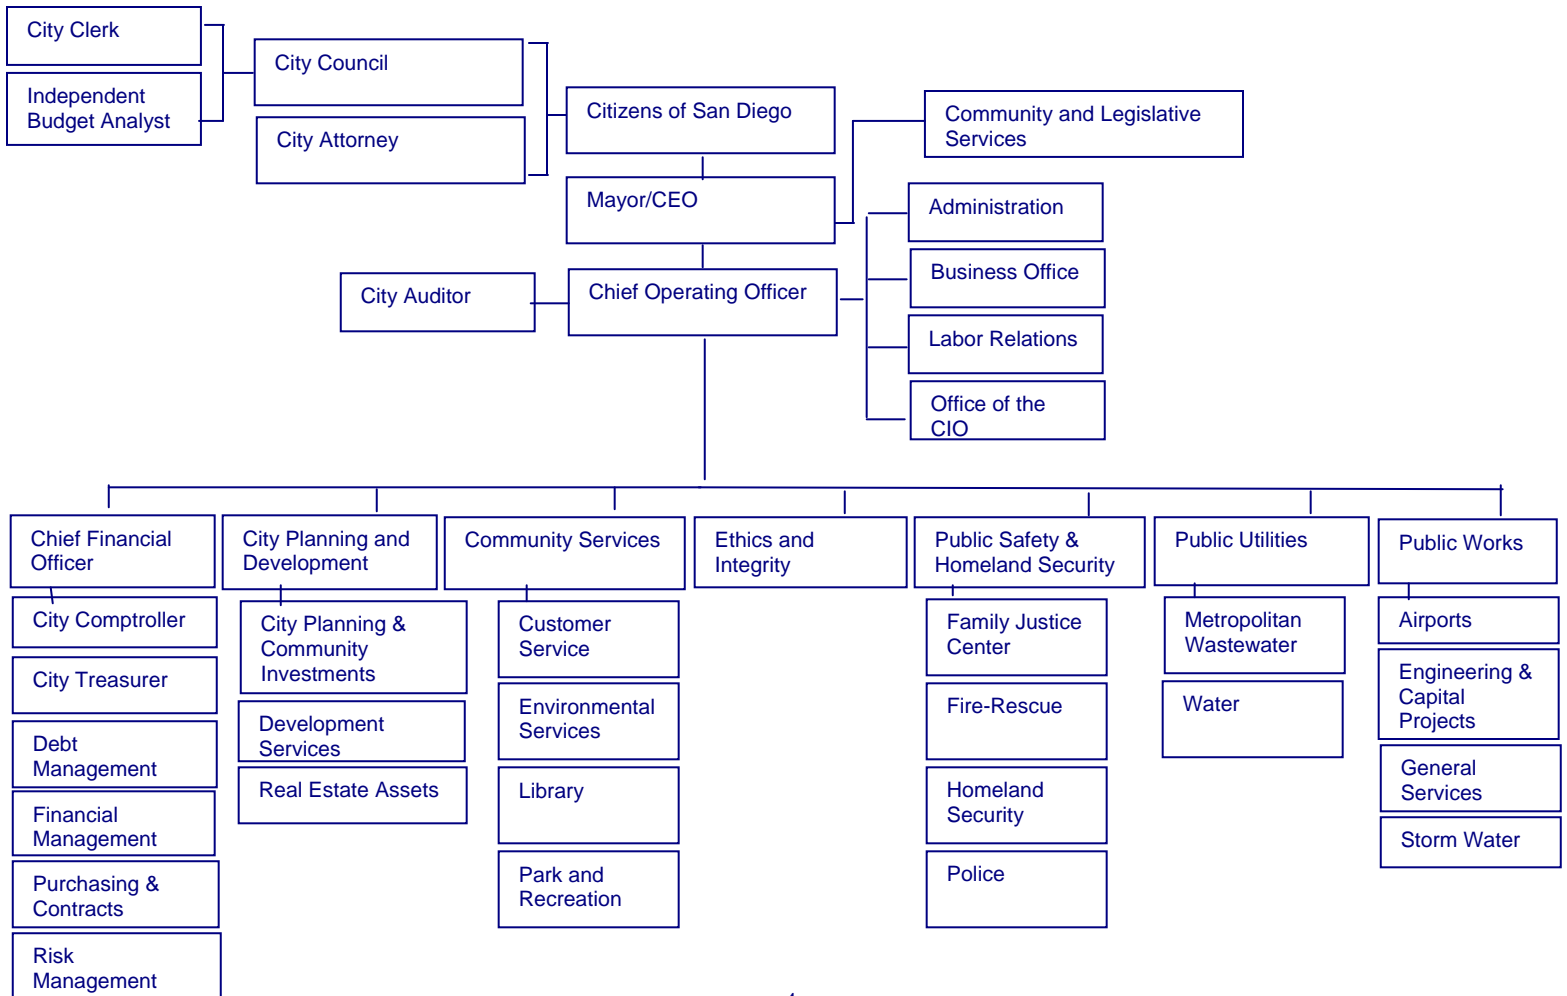 City Clerk
Independent
Budget Analyst
City Council
City Attorney
Citizens of San Diego
Mayor/CEO
Community and Legislative
Services
City Auditor
Chief Operating Officer
Administration
Business Office
Labor Relations
Office of the
CIO
Chief Financial
Officer
City Comptroller
City Treasurer
Debt
Management
Financial
Management
Purchasing &
Contracts
Risk
Management
City Planning and
Development
City Planning &
Community
Investments
Development
Services
Real Estate Assets
Community Services
Customer
Service
Environmental
Services
Library
Park and
Recreation
Ethics and
Integrity
Public Safety &
Homeland Security
Family Justice
Center
Fire-Rescue
Homeland
Security
Police
Public Utilities
Metropolitan
Wastewater
Water
Public Works
Airports
Engineering &
Capital
Projects
General
Services
Storm Water